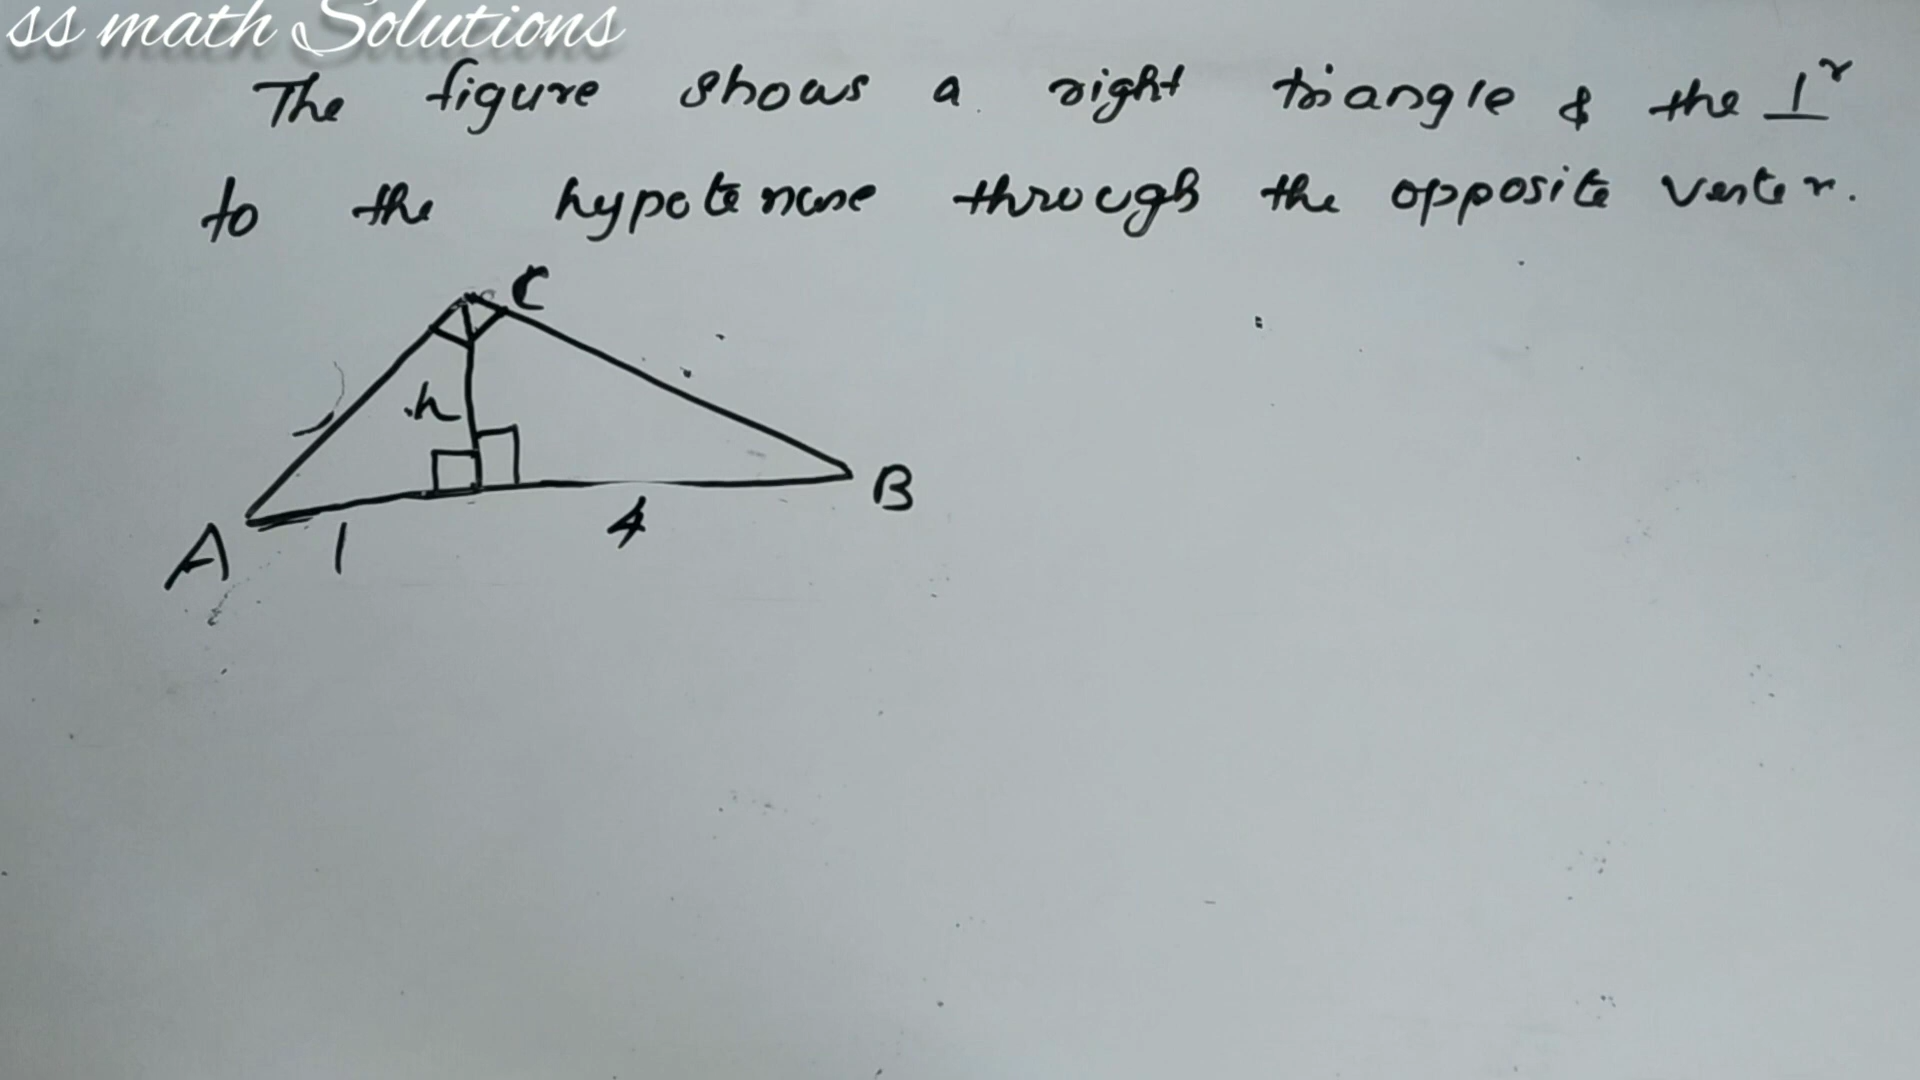 ss math Solutions
The figure shows a right triangle & the ⊥r
to the hypotenuse through the opposite vertex.
C
h
B
A 1 4